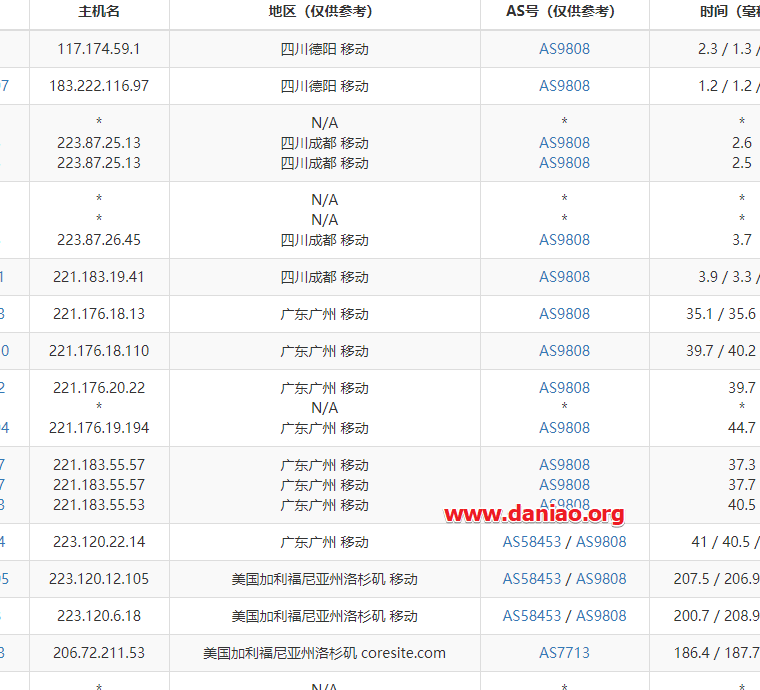 主机名 地区（仅供参考） AS号（仅供参考） 时间（毫
117.174.59.1 四川德阳 移动 AS9808 2.3 / 1.3 /
7 183.222.116.97 四川德阳 移动 AS9808 1.2 / 1.2 /
* N/A * *
223.87.25.13 四川成都 移动 AS9808 2.6
223.87.25.13 四川成都 移动 AS9808 2.5
* N/A * *
* N/A * *
223.87.26.45 四川成都 移动 AS9808 3.7
1 221.183.19.41 四川成都 移动 AS9808 3.9 / 3.3 /
3 221.176.18.13 广东广州 移动 AS9808 35.1 / 35.6
0 221.176.18.110 广东广州 移动 AS9808 39.7 / 40.2
2 221.176.20.22 广东广州 移动 AS9808 39.7
* N/A * *
94 221.176.19.194 广东广州 移动 AS9808 44.7
7 221.183.55.57 广东广州 移动 AS9808 37.3
7 221.183.55.57 广东广州 移动 AS9808 37.7
3 221.183.55.53 广东广州 移动 AS9808 40.5
www.daniao.org
4 223.120.22.14 广东广州 移动 AS58453 / AS9808 41 / 40.5 /
05 223.120.12.105 美国加利福尼亚州洛杉矶 移动 AS58453 / AS9808 207.5 / 206.9
223.120.6.18 美国加利福尼亚州洛杉矶 移动 AS58453 / AS9808 200.7 / 208.9
3 206.72.211.53 美国加利福尼亚州洛杉矶 coresite.com AS7713 186.4 / 187.7
* N/A * *